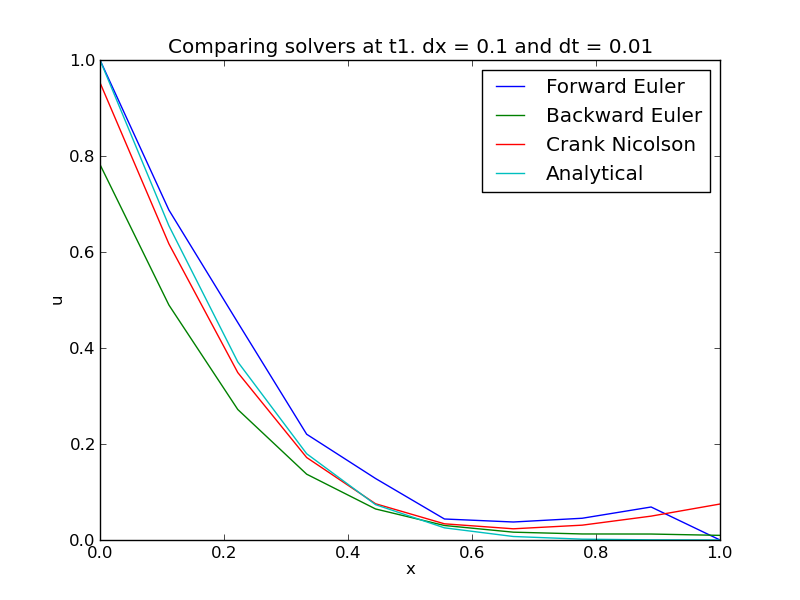 Comparing solvers at t1. dx = 0.1 and dt = 0.01
1.0
0.8
0.6
0.4
0.2
0.0
u
Forward Euler
Backward Euler
Crank Nicolson
Analytical
0.0 0.2 0.4 0.6 0.8 1.0
x